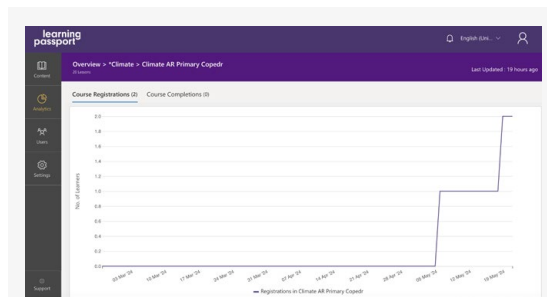 learning
passport
English (Uni...
Content
Analytics
Users
Settings
Support
Overview > *Climate > Climate AR Primary Copedr
Last Updated : 19 hours ago
Course Registrations (2) Course Completions (0)
No. of Learners
2.0
1.8
1.6
1.4
1.2
1.0
0.8
0.6
0.4
0.2
0.0
03 Mar '24 10 Mar '24 17 Mar '24 24 Mar '24 31 Mar '24 07 Apr '24 14 Apr '24 21 Apr '24 28 Apr '24 05 May '24 12 May '24 19 May '24
Registrations in Climate AR Primary Copedr